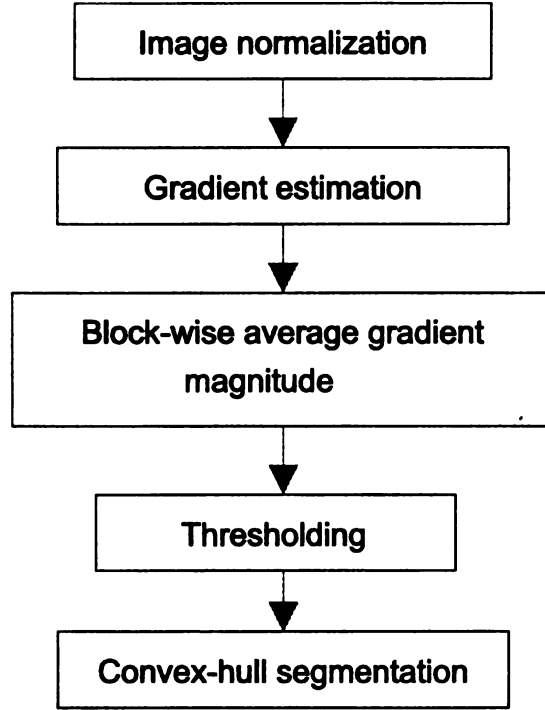 Image normalization
Gradient estimation
Block-wise average gradient
magnitude
Thresholding
Convex-hull segmentation